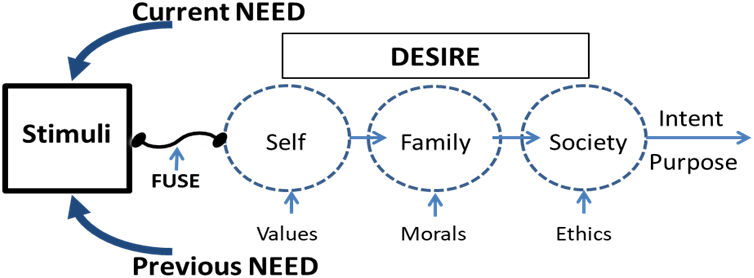 Current NEED
DESIRE
Stimuli
FUSE
Self
Family
Society
Intent
Purpose
Values
Morals
Ethics
Previous NEED